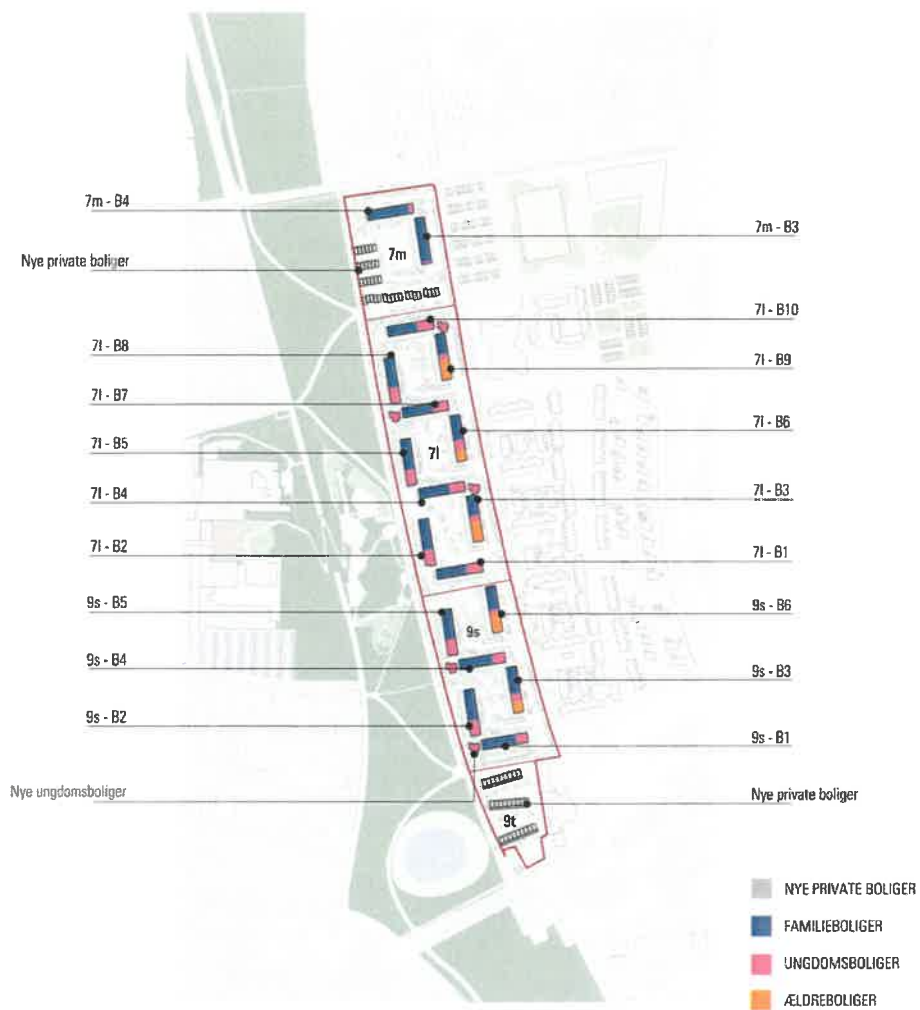 7m - B4
7m - B3
7m
Nye private boliger
7l - B10
7l - B8
7l - B9
7l - B7
7l - B6
7l - B5
7l
7l - B4
7l - B3
7l - B2
7l - B1
9s - B5
9s - B6
9s
9s - B4
9s - B3
9s - B2
9s - B1
Nye ungdomsboliger
Nye private boliger
9t
NYE PRIVATE BOLIGER
FAMILIEBOLIGER
UNGDOMSBOLIGER
ÆLDREBOLIGER